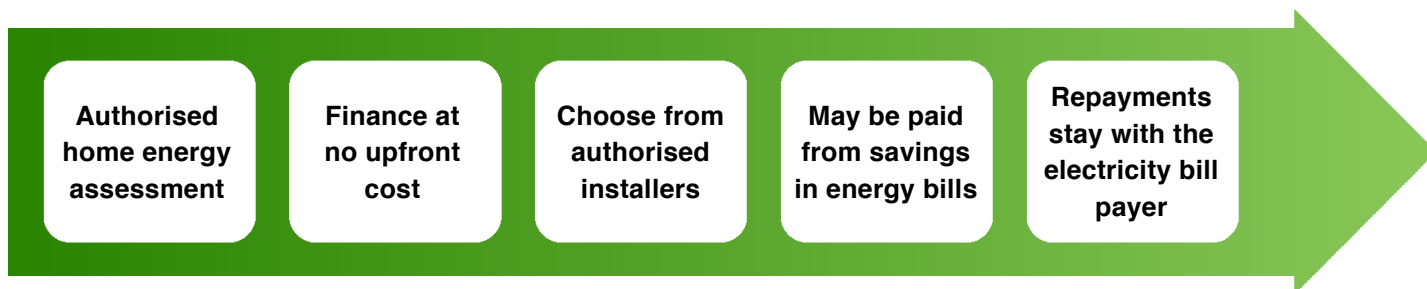 Authorised
home energy
assessment
Finance at
no upfront
cost
Choose from
authorised
installers
May be paid
from savings
in energy bills
Repayments
stay with the
electricity bill
payer